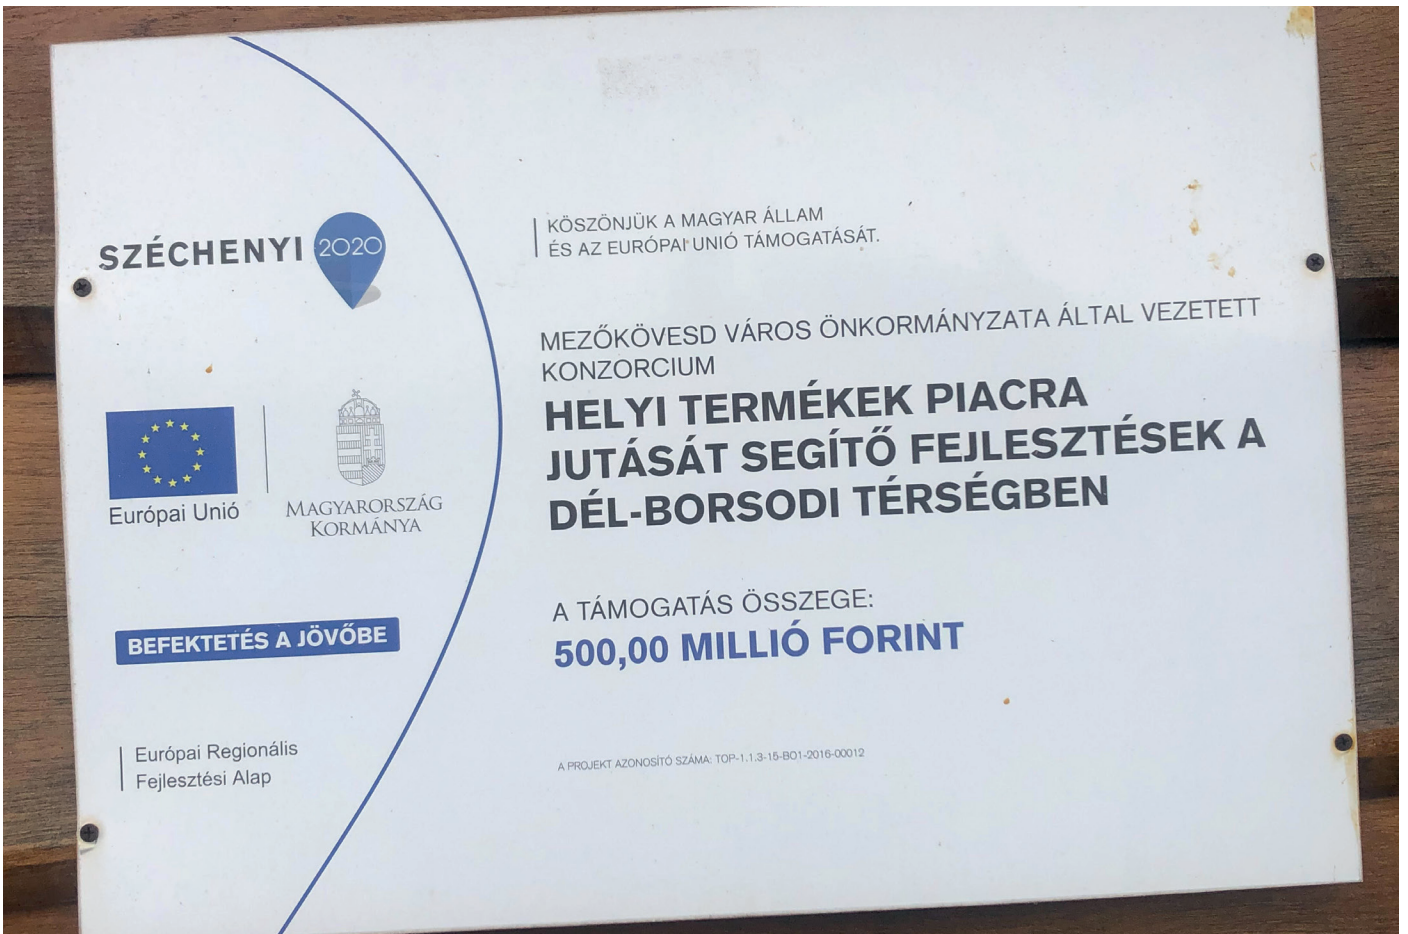 SZÉCHENYI 2020
Európai Unió
MAGYARORSZÁG
KORMÁNYA
BEFEKTETÉS A JÖVŐBE
Európai Regionális
Fejlesztési Alap
KÖSZÖNJÜK A MAGYAR ÁLLAM
ÉS AZ EURÓPAI UNIÓ TÁMOGATÁSÁT.
MEZŐKÖVESD VÁROS ÖNKORMÁNYZATA ÁLTAL VEZETETT
KONZORCIUM
HELYI TERMÉKEK PIACRA
JUTÁSÁT SEGÍTŐ FEJLESZTÉSEK A
DÉL-BORSODI TÉRSÉGBEN
A TÁMOGATÁS ÖSSZEGE:
500,00 MILLIÓ FORINT
A PROJEKT AZONOSÍTÓ SZÁMA: TOP-1.1.3-15-BO1-2016-00012